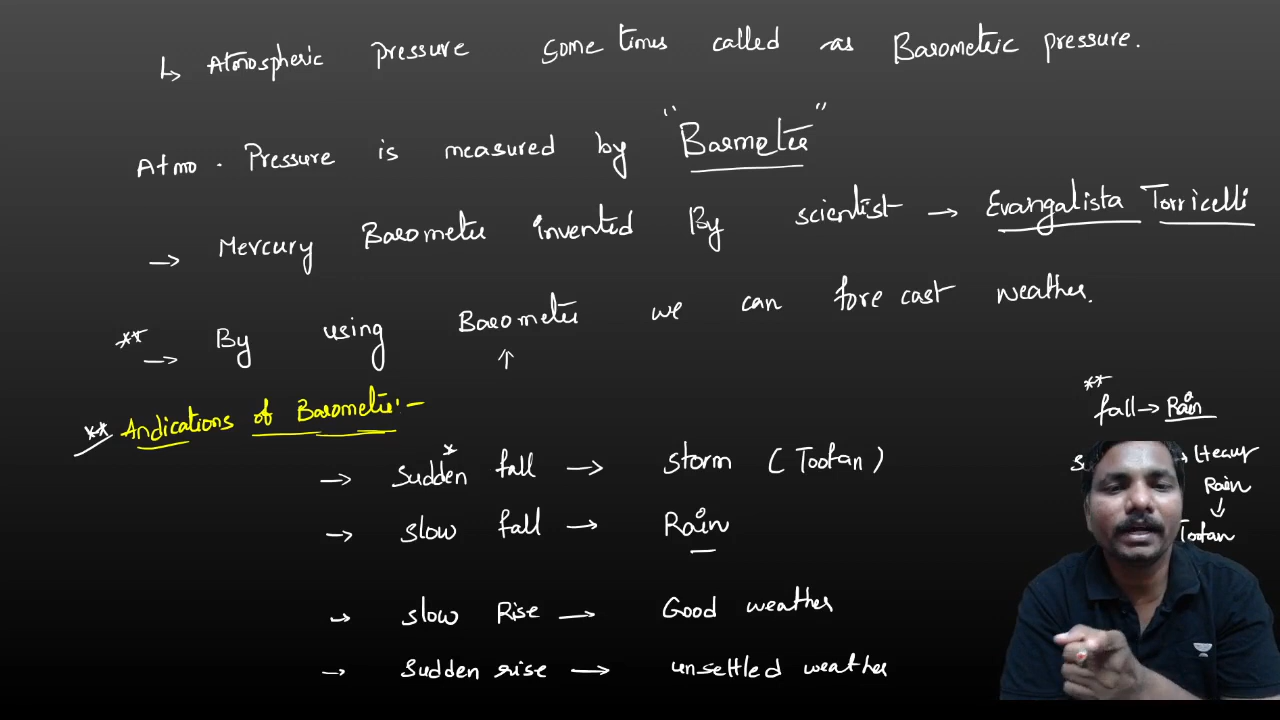 ↳ Atmospheric pressure some times called as Barometric pressure.
Atmo. Pressure is measured by "Barmeter"
→ Mercury Barometer invented By scientist → Evangalista Torricelli
** → By using Barometer we can fore cast weather.
↑
** Andications of Barometer:-
→ Sudden* fall → storm (Toofan)
→ slow fall → Rain
→ slow Rise → Good weather
→ Sudden rise → unsettled weather
**
fall → Rain
S → Heavy
Rain
↓
Toofan